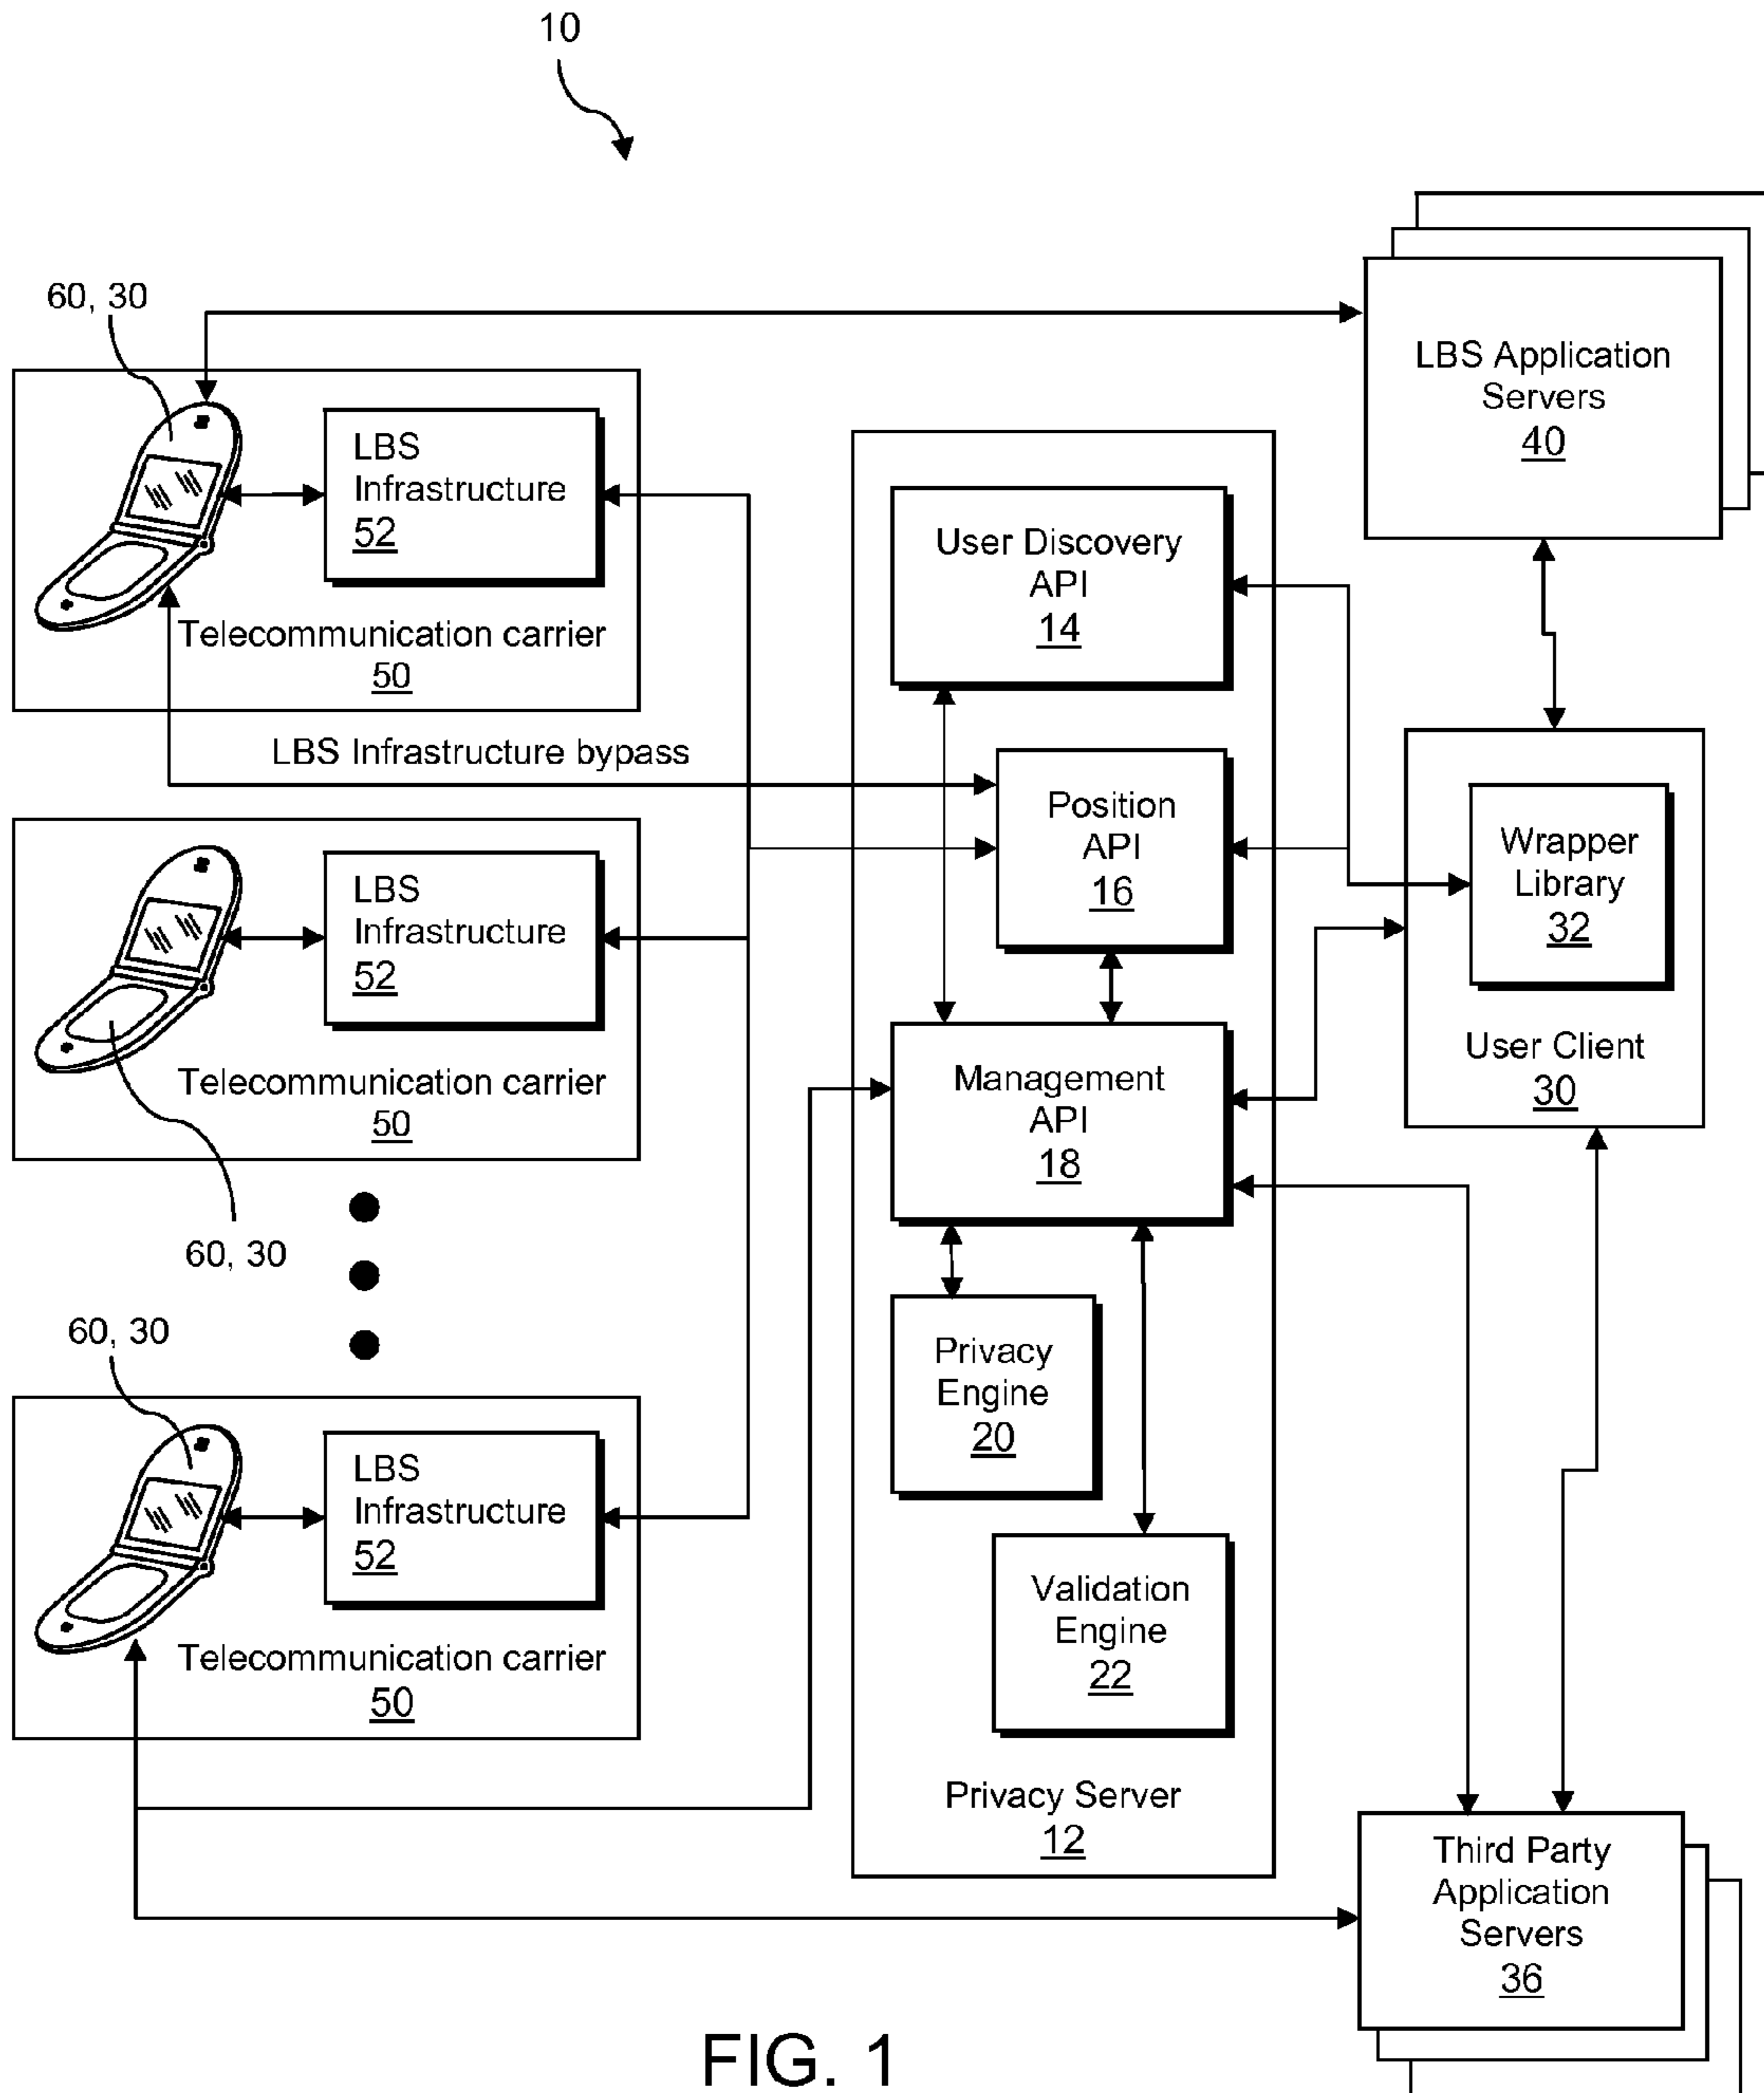 10
60, 30
LBS Application
Servers
40
LBS
Infrastructure
52
Telecommunication carrier
50
User Discovery
API
14
LBS Infrastructure bypass
Position
API
16
Wrapper
Library
32
User Client
30
LBS
Infrastructure
52
Telecommunication carrier
50
60, 30
Management
API
18
Privacy
Engine
20
60, 30
LBS
Infrastructure
52
Telecommunication carrier
50
Validation
Engine
22
Privacy Server
12
Third Party
Application
Servers
36
FIG. 1